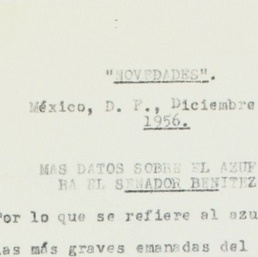 "NOVEDADES".
México, D. F., Diciembre
1956.
MAS DATOS SOBRE EL AZUF
RA EL SENADOR BENITEZ
Por lo que se refiere al azu
las más graves emanadas del